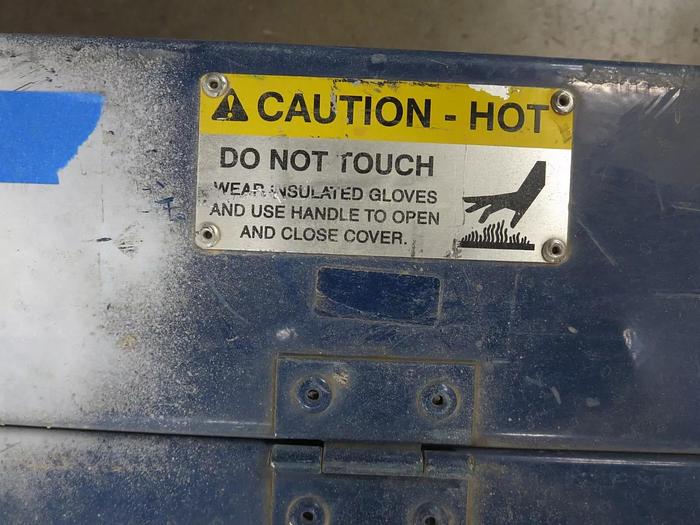 CAUTION - HOT
DO NOT TOUCH
WEAR INSULATED GLOVES
AND USE HANDLE TO OPEN
AND CLOSE COVER.